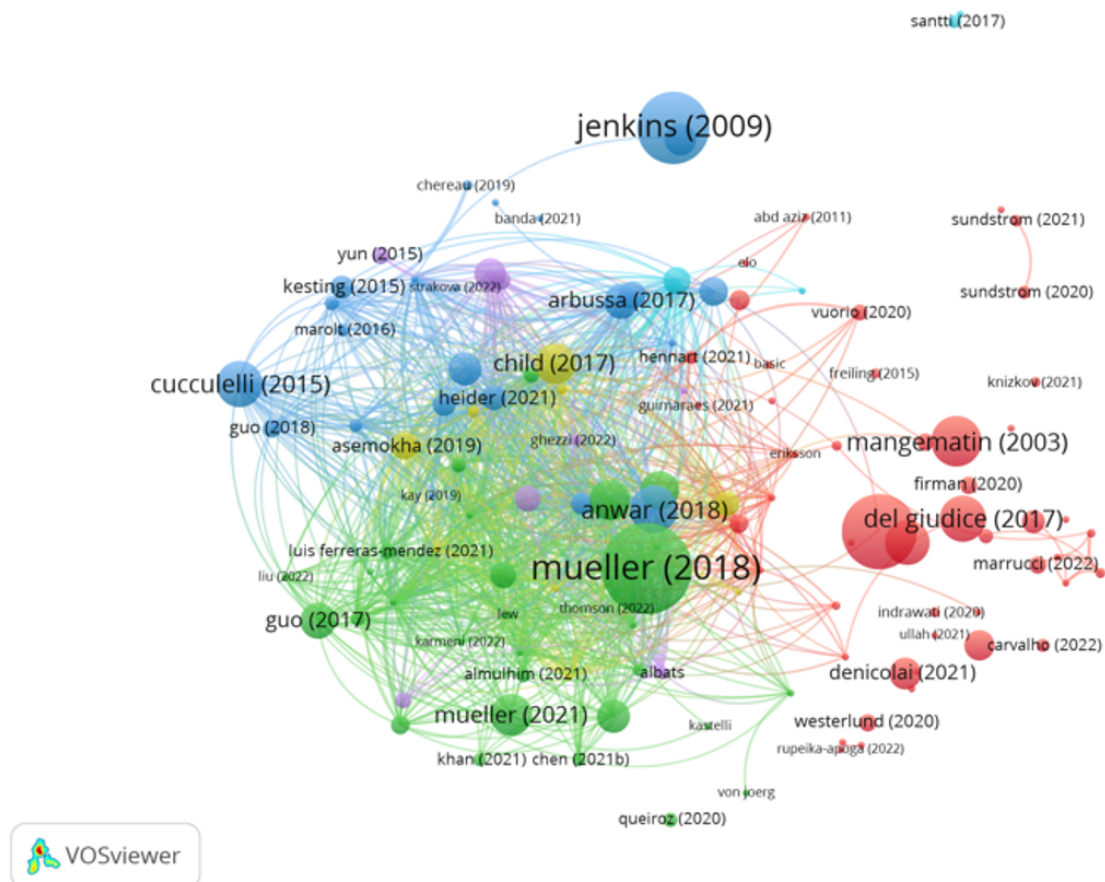 santti (2017)
jenkins (2009)
chereau (2019)
banda (2021)
abd aziz (2011)
sundstrom (2021)
yun (2015)
elo
kesting (2015)
strakova (2022)
arbussa (2017)
sundstrom (2020)
vuorio (2020)
marolt (2016)
hennart (2021)
basic
child (2017)
freiling (2015)
knizkov (2021)
cucculelli (2015)
heider (2021)
guimaraes (2021)
guo (2018)
asemokha (2019)
ghezzi (2022)
mangematin (2003)
eriksson
firman (2020)
kay (2019)
anwar (2018)
del giudice (2017)
luis ferreras-mendez (2021)
mueller (2018)
marrucci (2022)
liu (2022)
thomson (2022)
indrawati (2020)
guo (2017)
lew
ullah (2021)
karmeni (2022)
carvalho (2022)
almulhim (2021)
albats
denicolai (2021)
mueller (2021)
kastelli
westerlund (2020)
rupeika-apoga (2022)
khan (2021)
chen (2021b)
von joerg
queiroz (2020)
VOSviewer